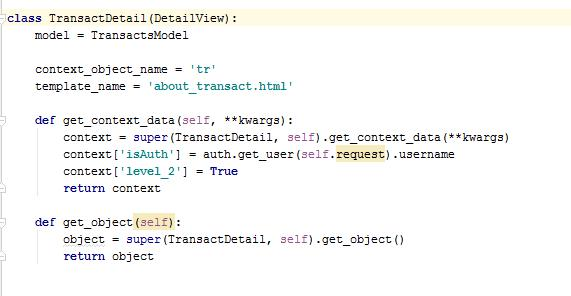 class TransactDetail(DetailView):
    model = TransactsModel
    context_object_name = 'tr'
    template_name = 'about_transact.html'
    def get_context_data(self, **kwargs):
        context = super(TransactDetail, self).get_context_data(**kwargs)
        context['isAuth'] = auth.get_user(self.request).username
        context['level_2'] = True
        return context
    def get_object(self):
        object = super(TransactDetail, self).get_object()
        return object